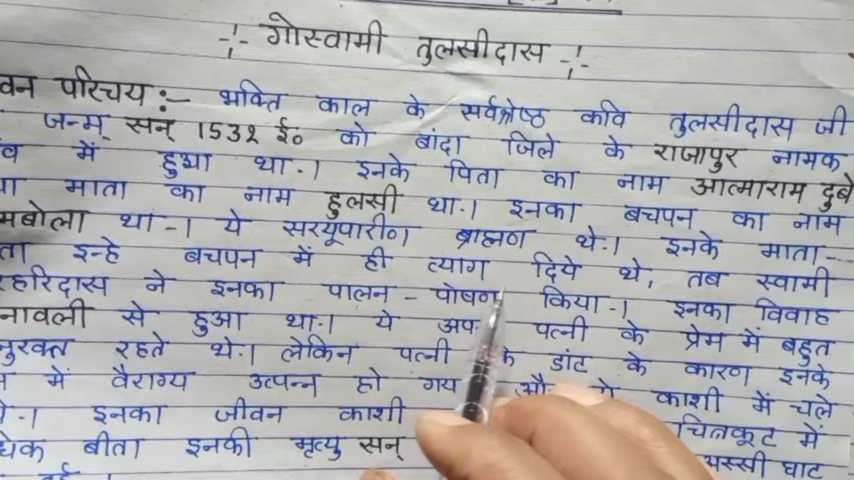 -:- गोस्वामी तुलसीदास -:-
वन परिचय :- भक्ति काल के सर्वश्रेष्ठ कवि तुलसीदास जी
जन्म् सन् 1532 ई० को बांदा जिले के राजापुर नामक
व में हुआ था.। इनके पिता का नाम आत्माराम दुबे
माता का नाम हुलसी था.। इनका बचपन का नाम
मबोला था-। ये सरयूपारीण ब्राह्मण थे.। इनके माता-
ता इन्हे बचपन में ही त्याग दिये थे, तब स्वामी
रहरिदास ने इनका पालन - पोषण किया-। इनका विवाह
नावली से हुआ था.। ये अप पत्नी के प्रेम में बहुत
नुरक्त रहते थे.। लेकिन पत्नी के डांट के कारण इनके
में वैराग्य उत्पन्न हो गय काशी में चले
इनका जीवन काशी चित्रकूट में
धिक बीता इनकी मृत्यु सन् अस्सी घाट